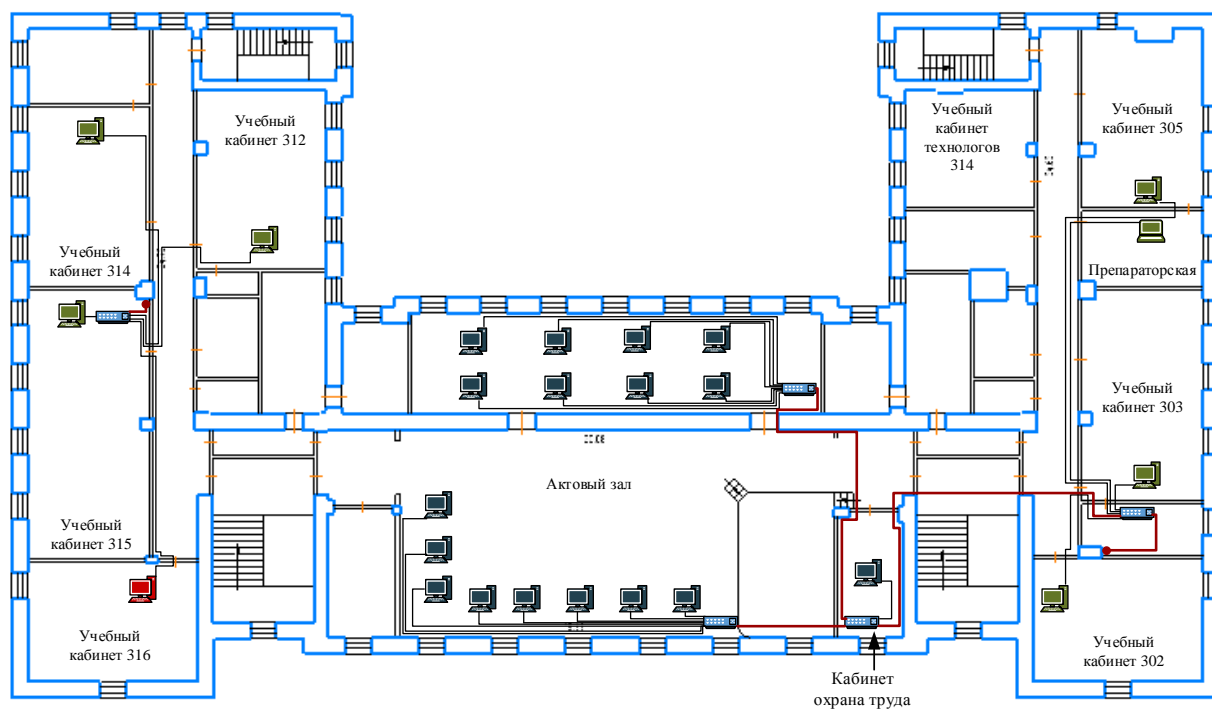 Учебный
кабинет 312
Учебный
кабинет
технологов
314
Учебный
кабинет 305
Учебный
кабинет 314
Препараторская
Учебный
кабинет 303
Актовый зал
Учебный
кабинет 315
Учебный
кабинет 316
Учебный
кабинет 302
Кабинет
охрана труда